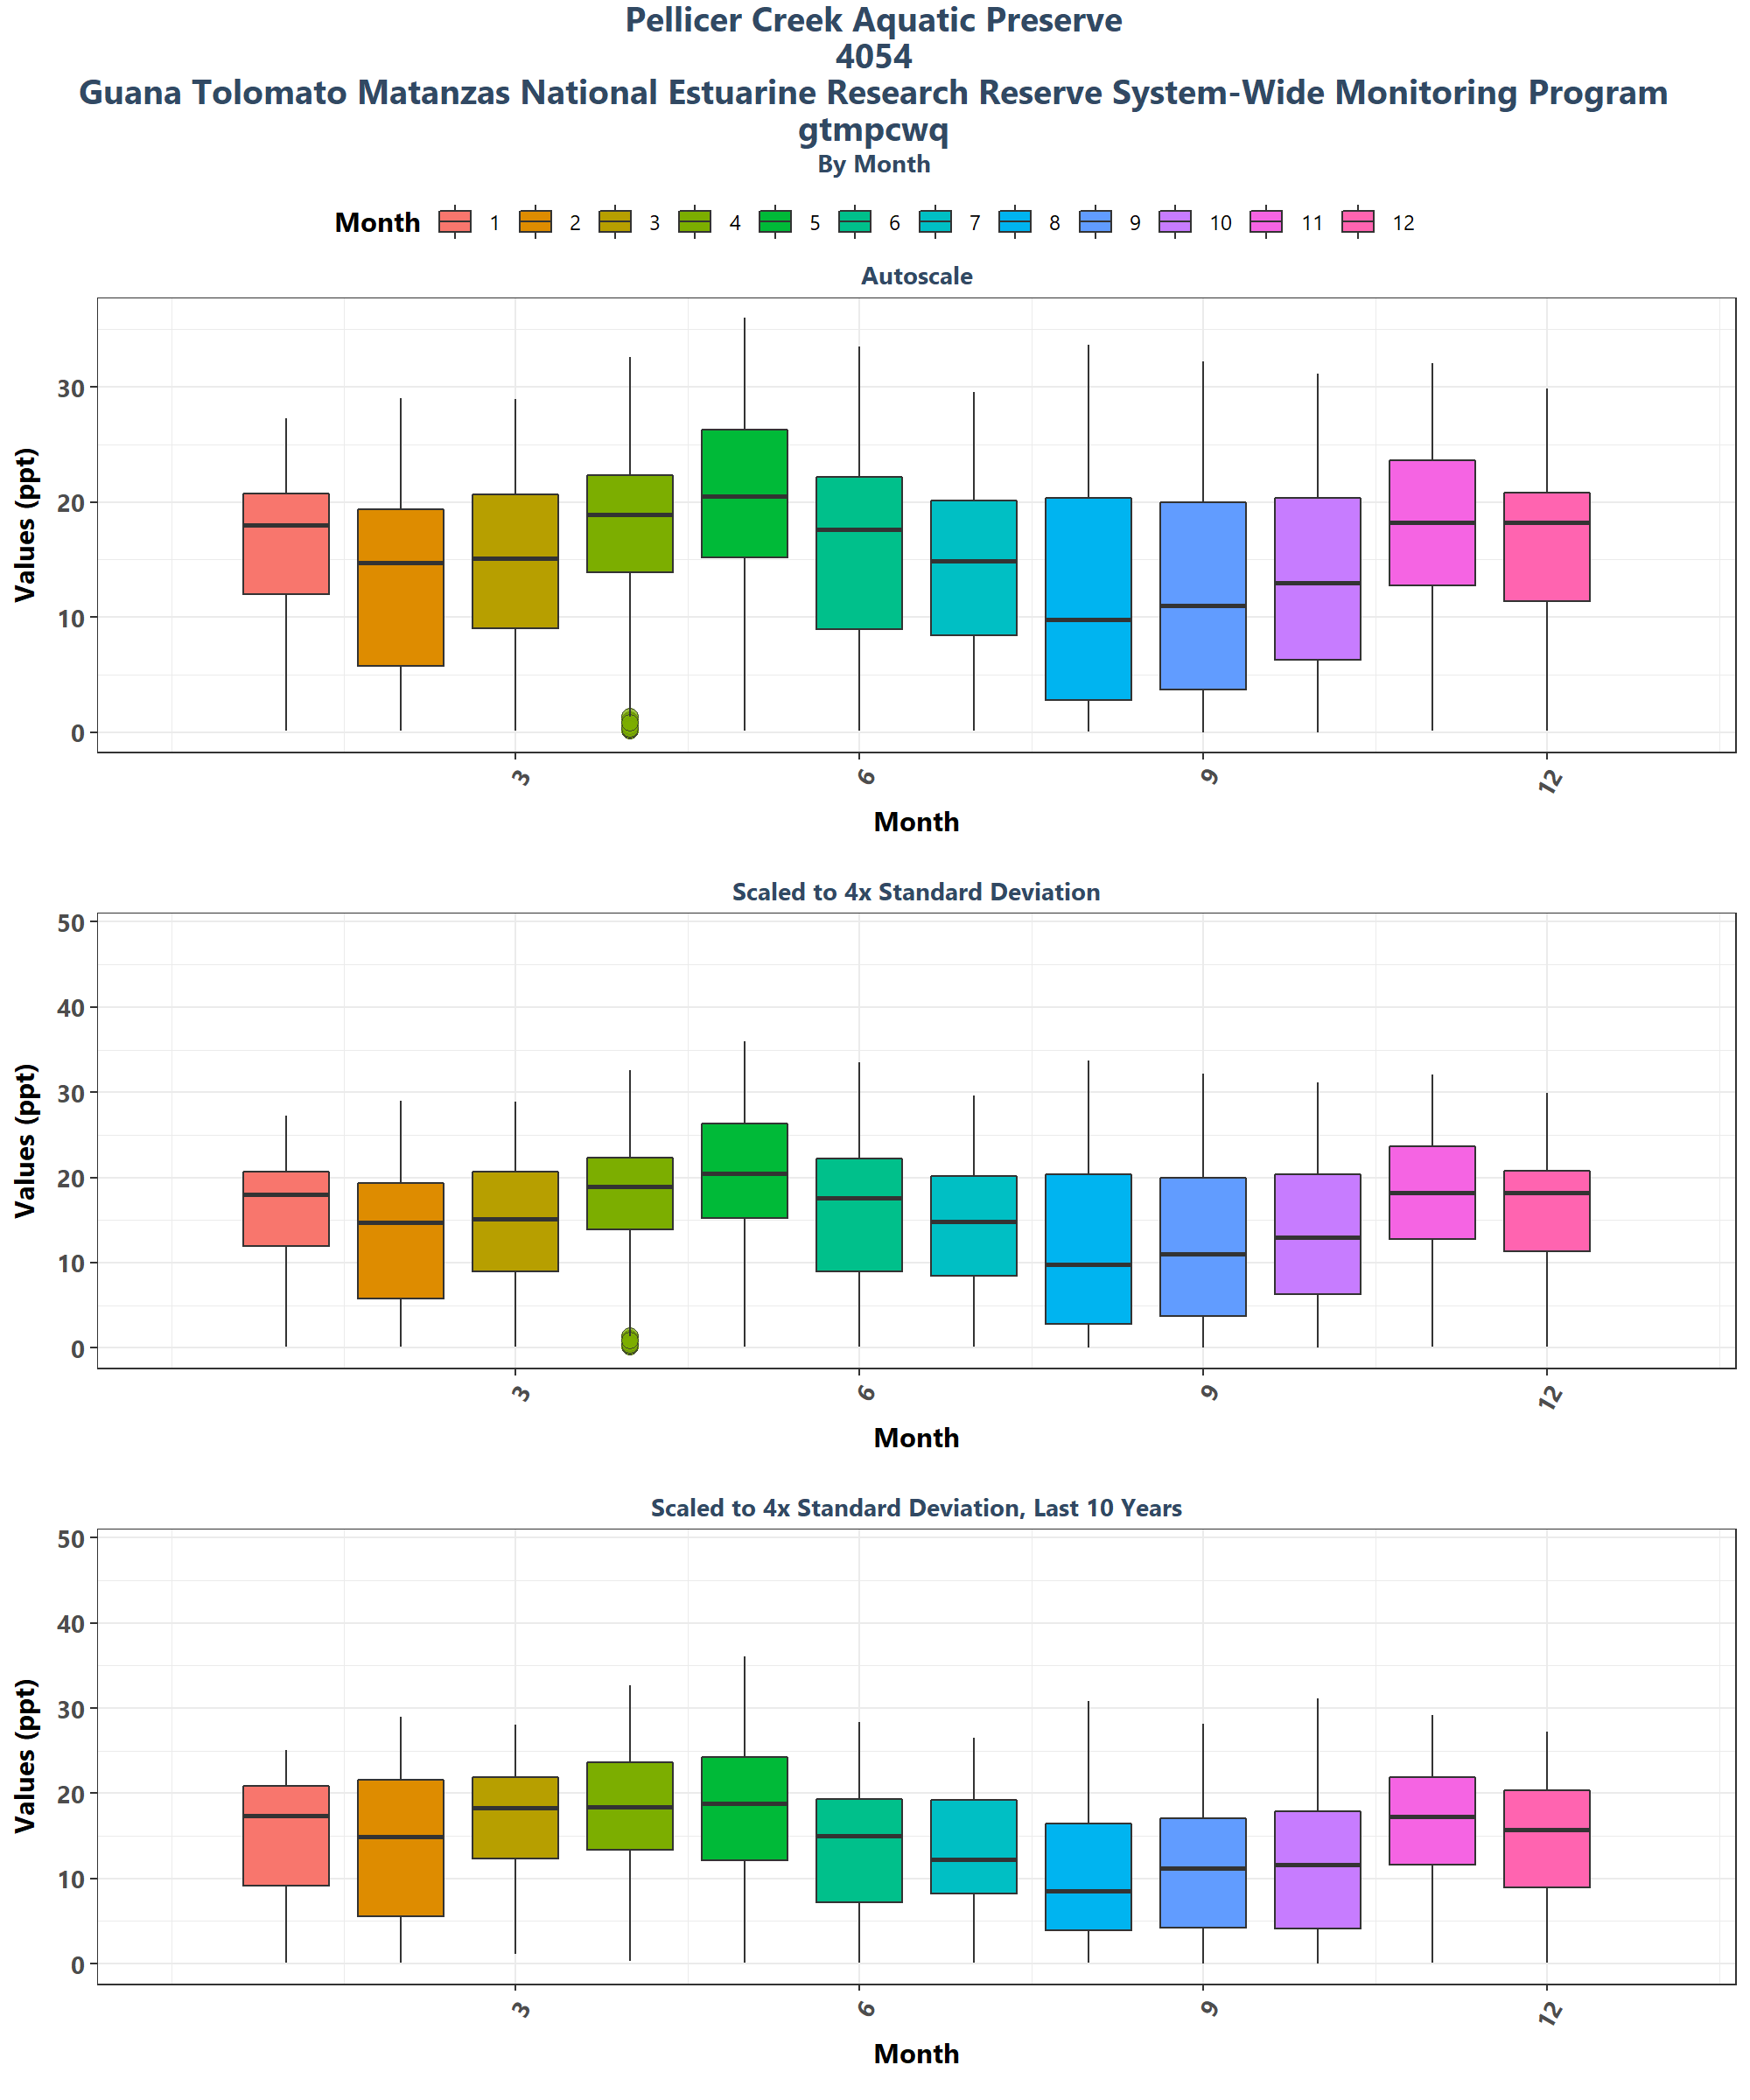 Pellicer Creek Aquatic Preserve
4054
Guana Tolomato Matanzas National Estuarine Research Reserve System-Wide Monitoring Program
gtmpcwq
By Month
Month 1 2 3 4 5 6 7 8 9 10 11 12
Autoscale
Values (ppt)
30
20
10
0
3 6 9 12
Month
Scaled to 4x Standard Deviation
Values (ppt)
50
40
30
20
10
0
3 6 9 12
Month
Scaled to 4x Standard Deviation, Last 10 Years
Values (ppt)
50
40
30
20
10
0
3 6 9 12
Month